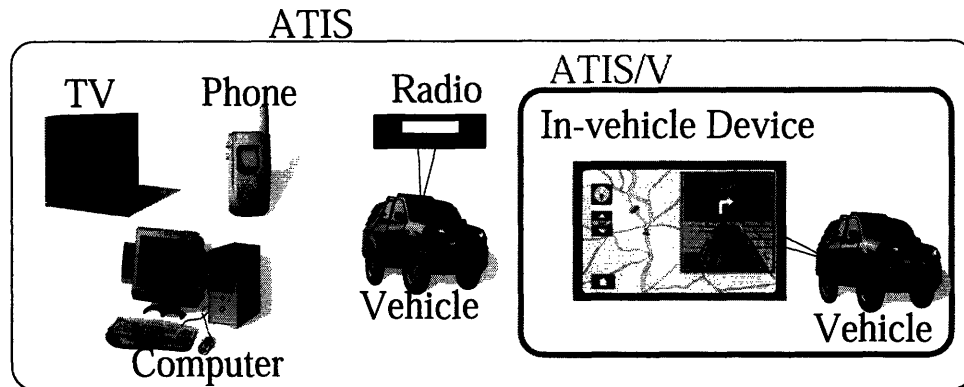 ATIS
TV
Phone
Radio
ATIS/V
In-vehicle Device
Vehicle
Vehicle
Computer